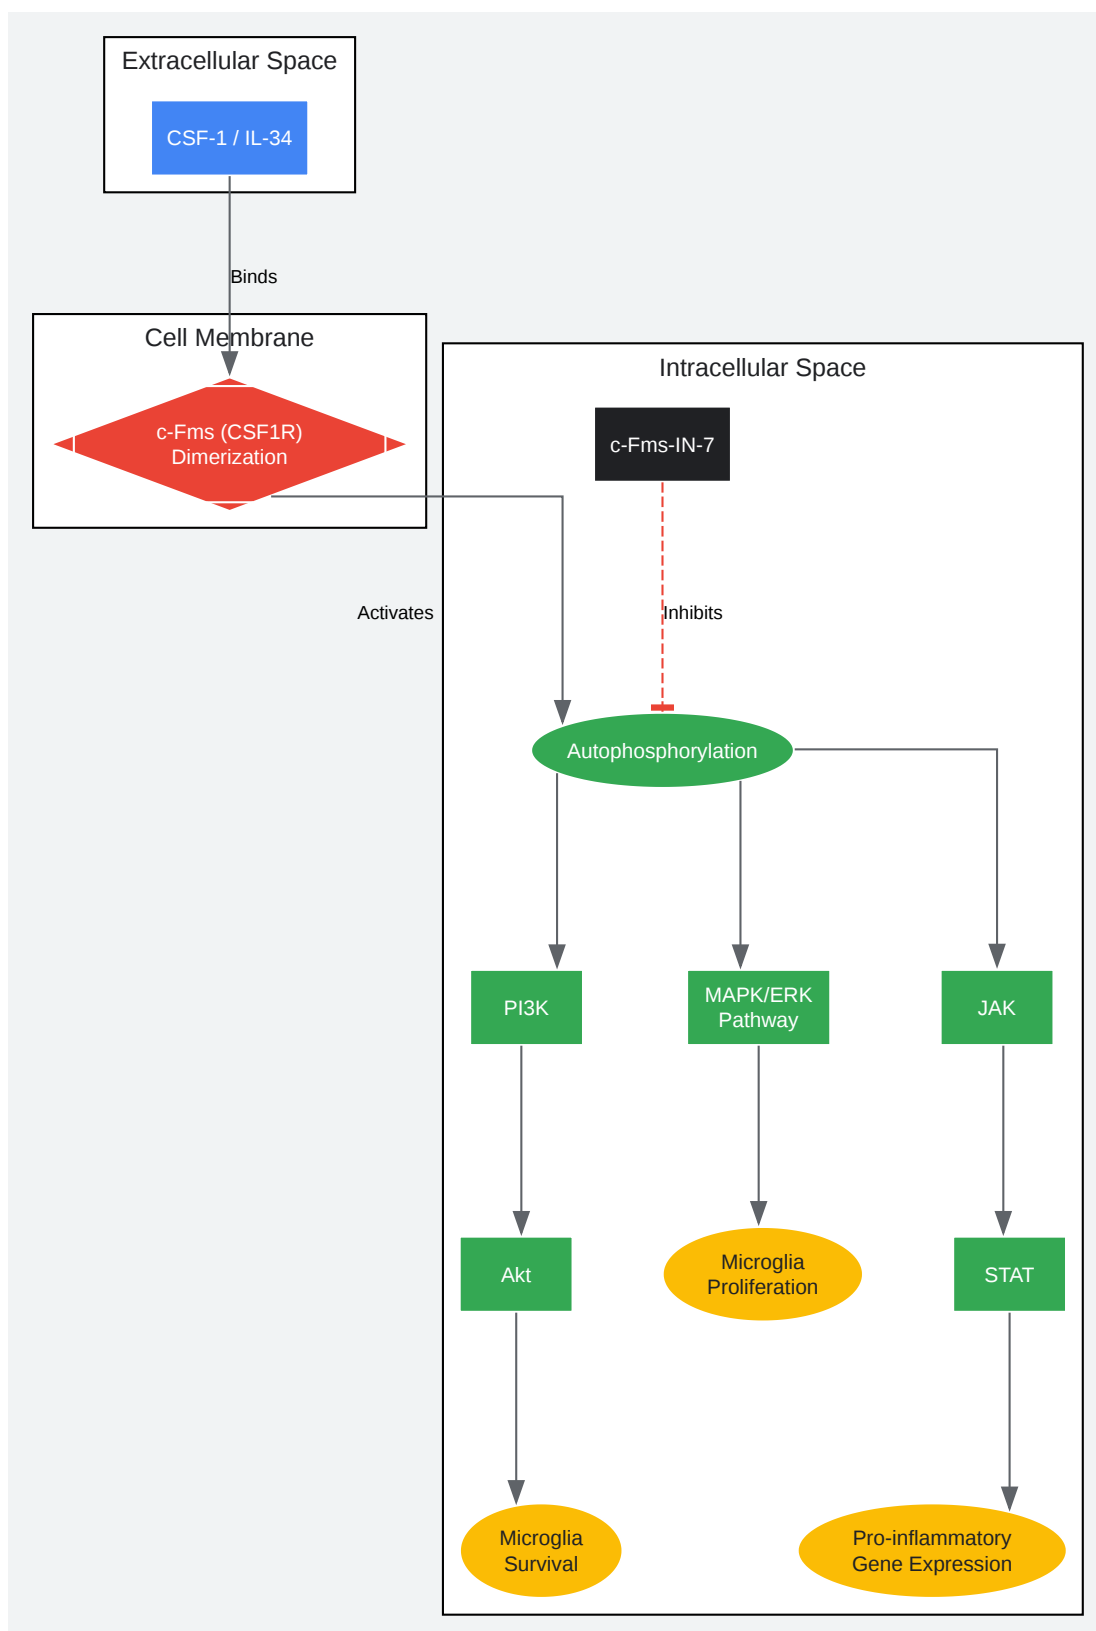 Extracellular Space
CSF-1 / IL-34
Binds
Cell Membrane
c-Fms (CSF1R)
Dimerization
Intracellular Space
c-Fms-IN-7
Activates
Inhibits
Autophosphorylation
PI3K
MAPK/ERK
Pathway
JAK
Akt
Microglia
Proliferation
STAT
Microglia
Survival
Pro-inflammatory
Gene Expression